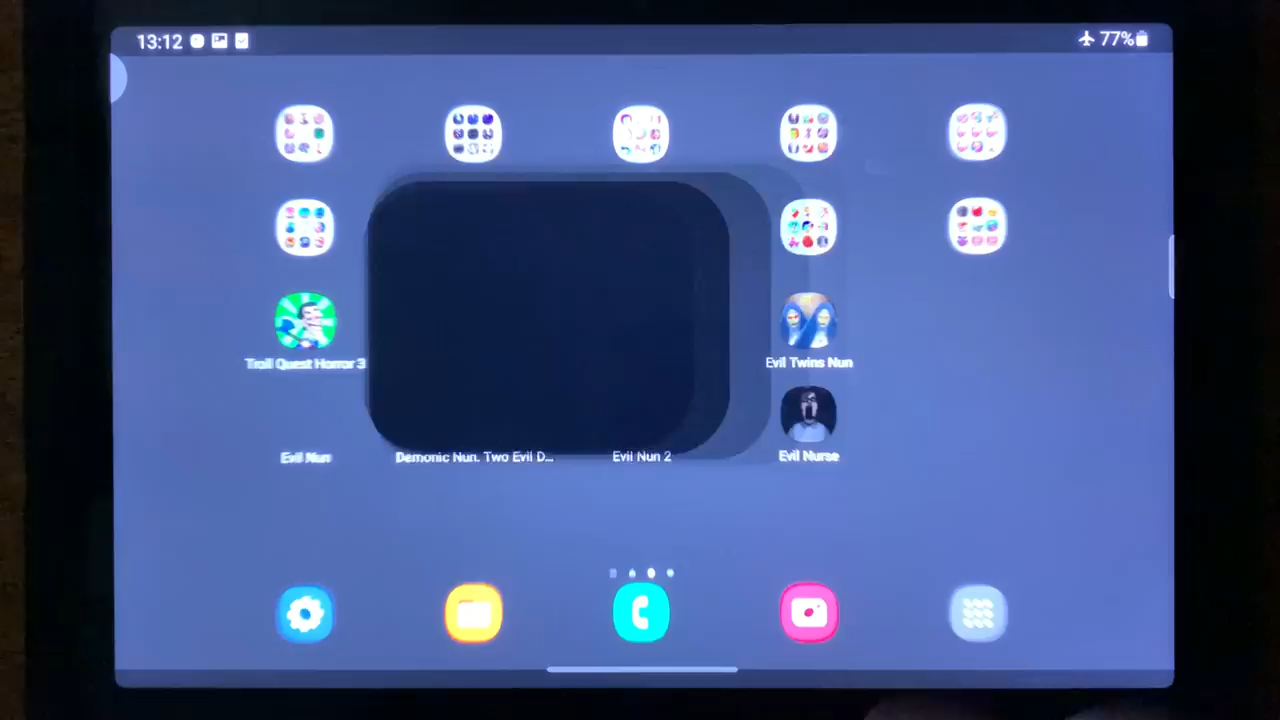 13:12
77%
Troll Quest Horror 3
Evil Twins Nun
Evil Nun
Demonic Nun. Two Evil D...
Evil Nun 2
Evil Nurse